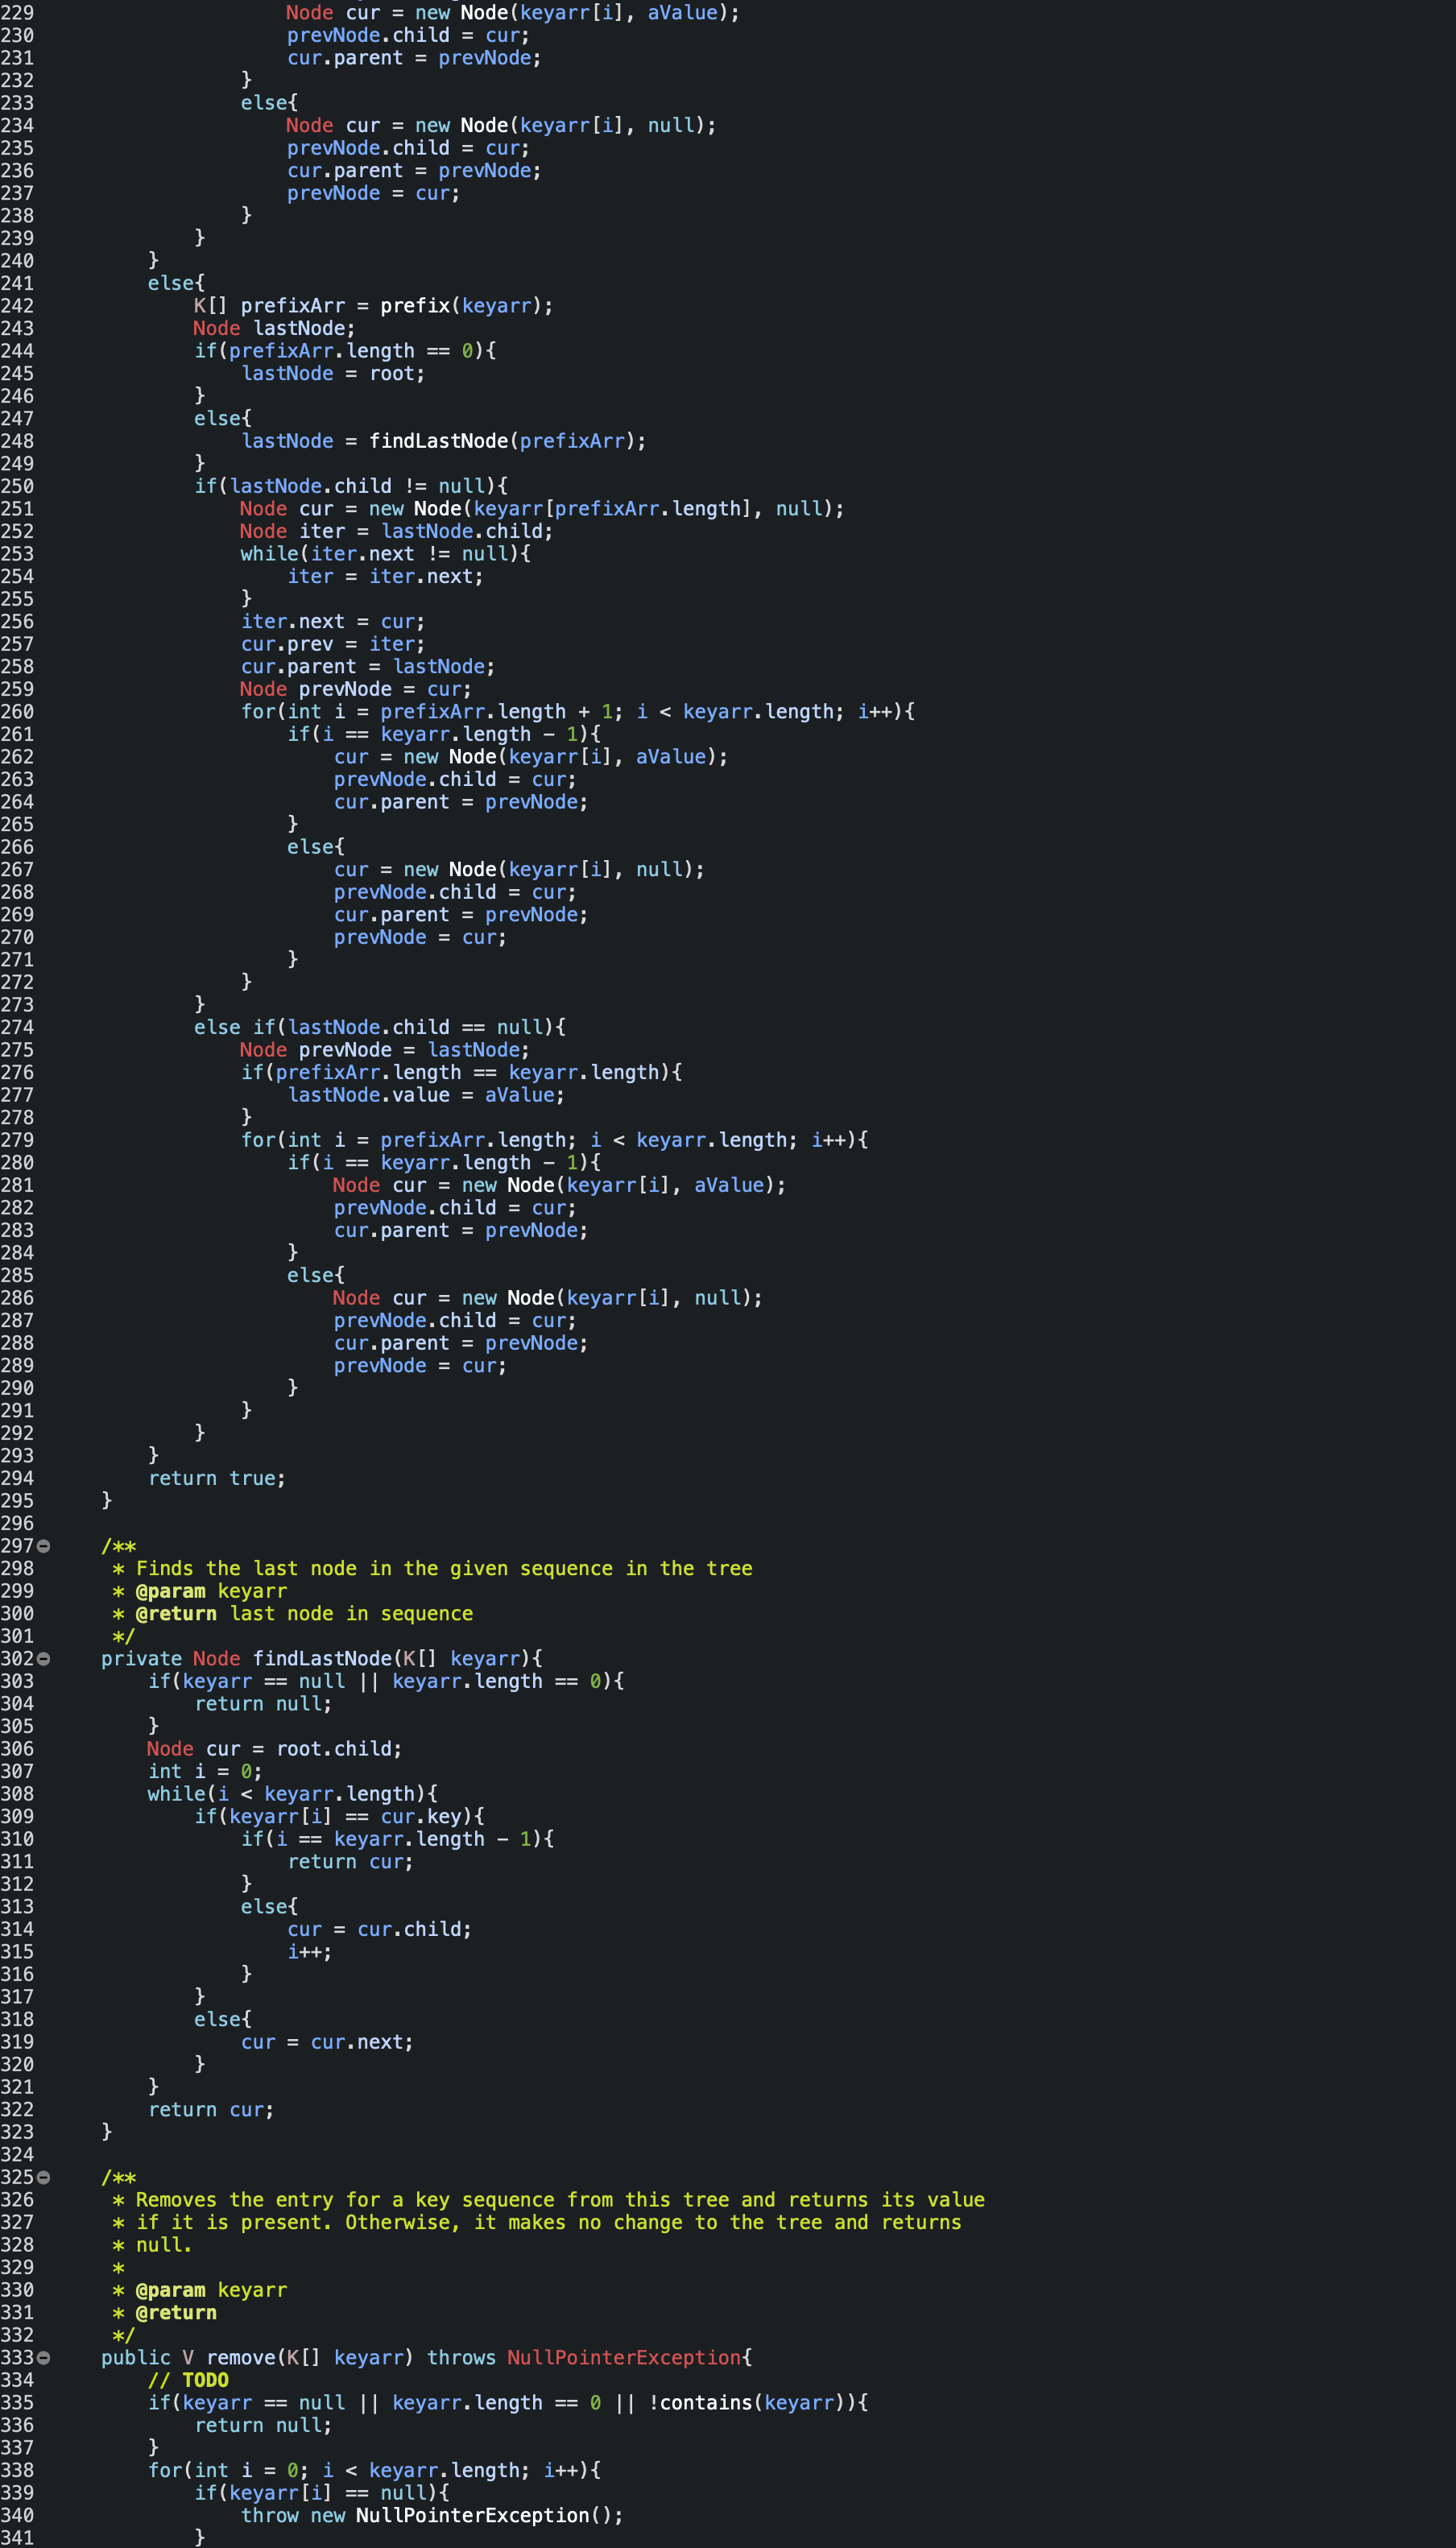 229 Node cur = new Node(keyarr[i], aValue);
230 prevNode.child = cur;
231 cur.parent = prevNode;
232 }
233 else{
234 Node cur = new Node(keyarr[i], null);
235 prevNode.child = cur;
236 cur.parent = prevNode;
237 prevNode = cur;
238 }
239 }
240 }
241 else{
242 K[] prefixArr = prefix(keyarr);
243 Node lastNode;
244 if(prefixArr.length == 0){
245 lastNode = root;
246 }
247 else{
248 lastNode = findLastNode(prefixArr);
249 }
250 if(lastNode.child != null){
251 Node cur = new Node(keyarr[prefixArr.length], null);
252 Node iter = lastNode.child;
253 while(iter.next != null){
254 iter = iter.next;
255 }
256 iter.next = cur;
257 cur.prev = iter;
258 cur.parent = lastNode;
259 Node prevNode = cur;
260 for(int i = prefixArr.length + 1; i < keyarr.length; i++){
261 if(i == keyarr.length - 1){
262 cur = new Node(keyarr[i], aValue);
263 prevNode.child = cur;
264 cur.parent = prevNode;
265 }
266 else{
267 cur = new Node(keyarr[i], null);
268 prevNode.child = cur;
269 cur.parent = prevNode;
270 prevNode = cur;
271 }
272 }
273 }
274 else if(lastNode.child == null){
275 Node prevNode = lastNode;
276 if(prefixArr.length == keyarr.length){
277 lastNode.value = aValue;
278 }
279 for(int i = prefixArr.length; i < keyarr.length; i++){
280 if(i == keyarr.length - 1){
281 Node cur = new Node(keyarr[i], aValue);
282 prevNode.child = cur;
283 cur.parent = prevNode;
284 }
285 else{
286 Node cur = new Node(keyarr[i], null);
287 prevNode.child = cur;
288 cur.parent = prevNode;
289 prevNode = cur;
290 }
291 }
292 }
293 }
294 return true;
295 }
296
297 /**
298 * Finds the last node in the given sequence in the tree
299 * @param keyarr
300 * @return last node in sequence
301 */
302 private Node findLastNode(K[] keyarr){
303 if(keyarr == null || keyarr.length == 0){
304 return null;
305 }
306 Node cur = root.child;
307 int i = 0;
308 while(i < keyarr.length){
309 if(keyarr[i] == cur.key){
310 if(i == keyarr.length - 1){
311 return cur;
312 }
313 else{
314 cur = cur.child;
315 i++;
316 }
317 }
318 else{
319 cur = cur.next;
320 }
321 }
322 return cur;
323 }
324
325 /**
326 * Removes the entry for a key sequence from this tree and returns its value
327 * if it is present. Otherwise, it makes no change to the tree and returns
328 * null.
329 *
330 * @param keyarr
331 * @return
332 */
333 public V remove(K[] keyarr) throws NullPointerException{
334 // TODO
335 if(keyarr == null || keyarr.length == 0 || !contains(keyarr)){
336 return null;
337 }
338 for(int i = 0; i < keyarr.length; i++){
339 if(keyarr[i] == null){
340 throw new NullPointerException();
341 }